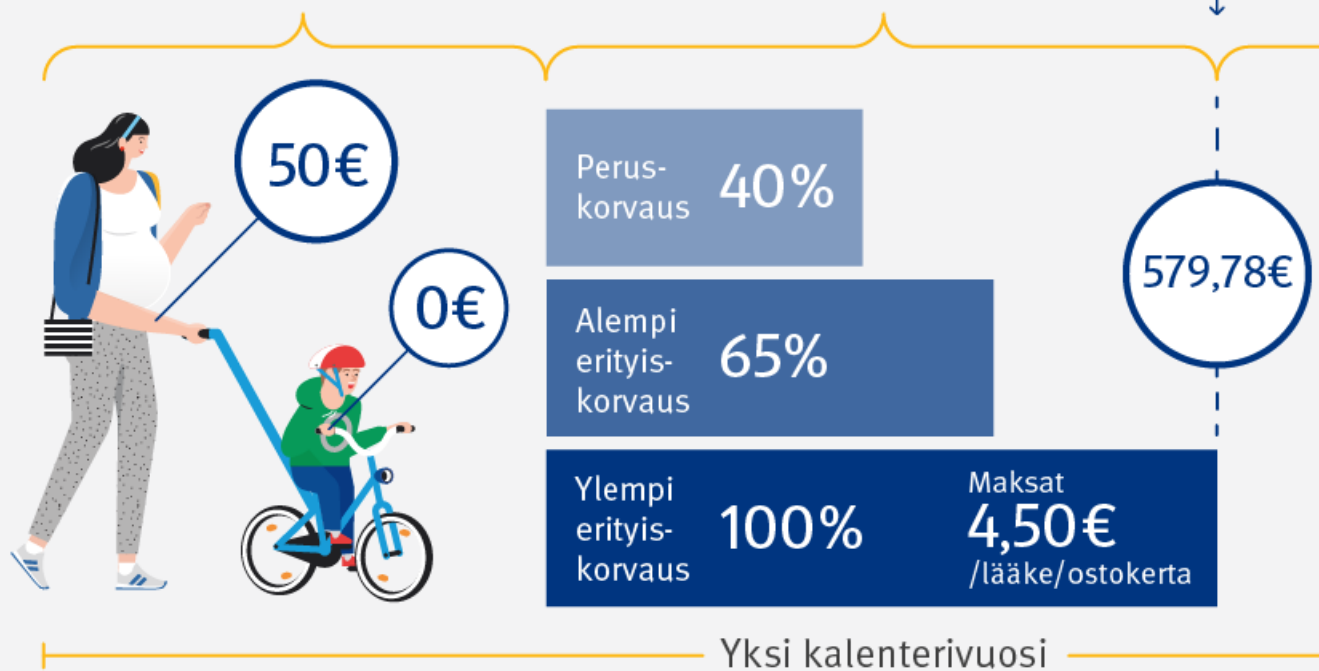 50€
0€
Perus-
korvaus
40%
Alempi
erityis-
korvaus
65%
Ylempi
erityis-
korvaus
100%
Maksat
4,50€
/lääke/ostokerta
579,78€
Yksi kalenterivuosi